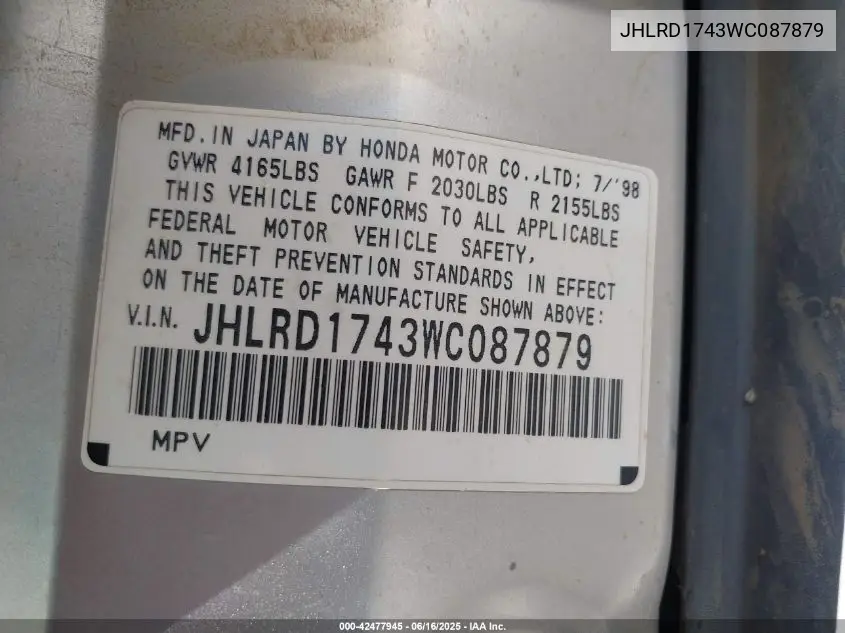 JHLRD1743WC087879
MFD.IN JAPAN BY HONDA MOTOR CO.,LTD; 7/'98
GVWR 4165LBS GAWR F 2030LBS R 2155LBS
THIS VEHICLE CONFORMS TO ALL APPLICABLE
FEDERAL MOTOR VEHICLE SAFETY,
AND THEFT PREVENTION STANDARDS IN EFFECT
ON THE DATE OF MANUFACTURE SHOWN ABOVE:
V.I.N. JHLRD1743WC087879
MPV
000-42477945 - 06/16/2025 - IAA Inc.